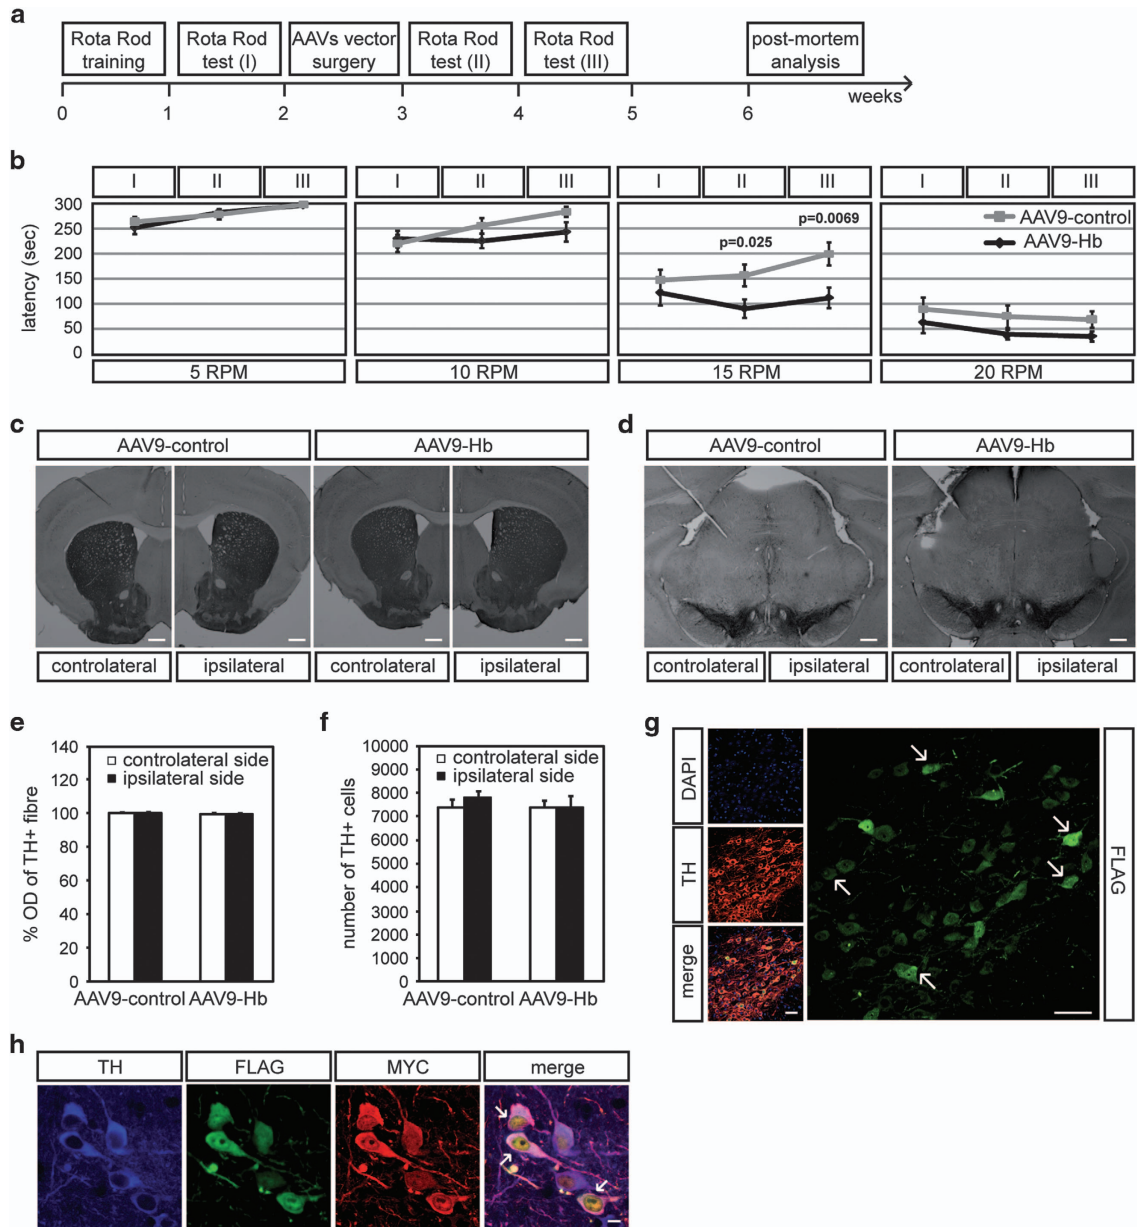 a
Rota Rod training
Rota Rod test (I)
AAVs vector surgery
Rota Rod test (II)
Rota Rod test (III)
post-mortem analysis
0 1 2 3 4 5 6 weeks
b
I II III I II III I II III I II III
latency (sec)
300
250
200
150
100
50
0
p=0.025
p=0.0069
AAV9-control
AAV9-Hb
5 RPM 10 RPM 15 RPM 20 RPM
c
AAV9-control AAV9-Hb
controlateral ipsilateral controlateral ipsilateral
d
AAV9-control AAV9-Hb
controlateral ipsilateral controlateral ipsilateral
e
% OD of TH+ fibre
140
120
100
80
60
40
20
0
controlateral side
ipsilateral side
AAV9-control AAV9-Hb
f
number of TH+ cells
10000
9000
8000
7000
6000
5000
4000
3000
2000
1000
0
controlateral side
ipsilateral side
AAV9-control AAV9-Hb
g
DAPI
TH
merge
FLAG
h
TH FLAG MYC merge